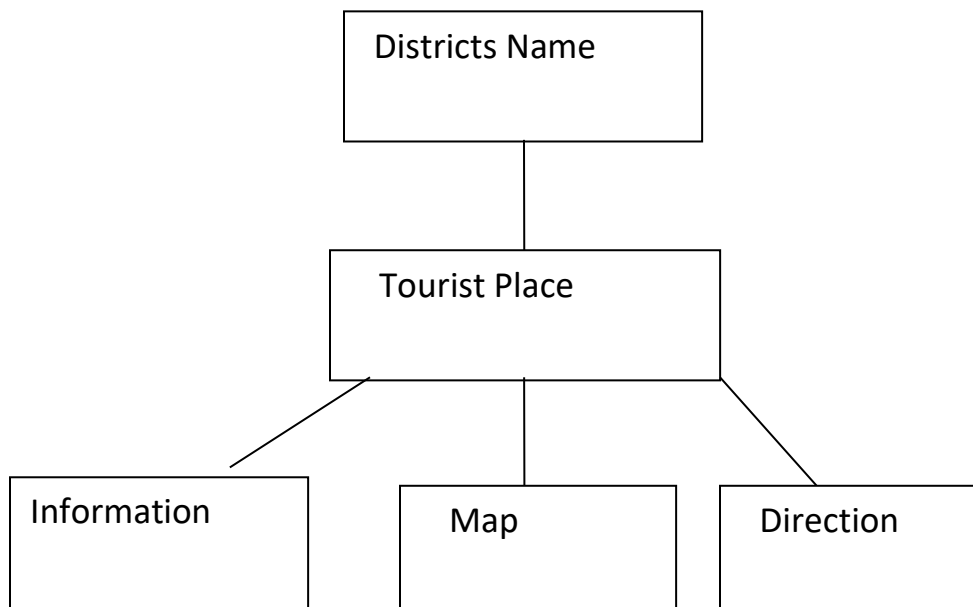 Districts Name
Tourist Place
Information
Map
Direction